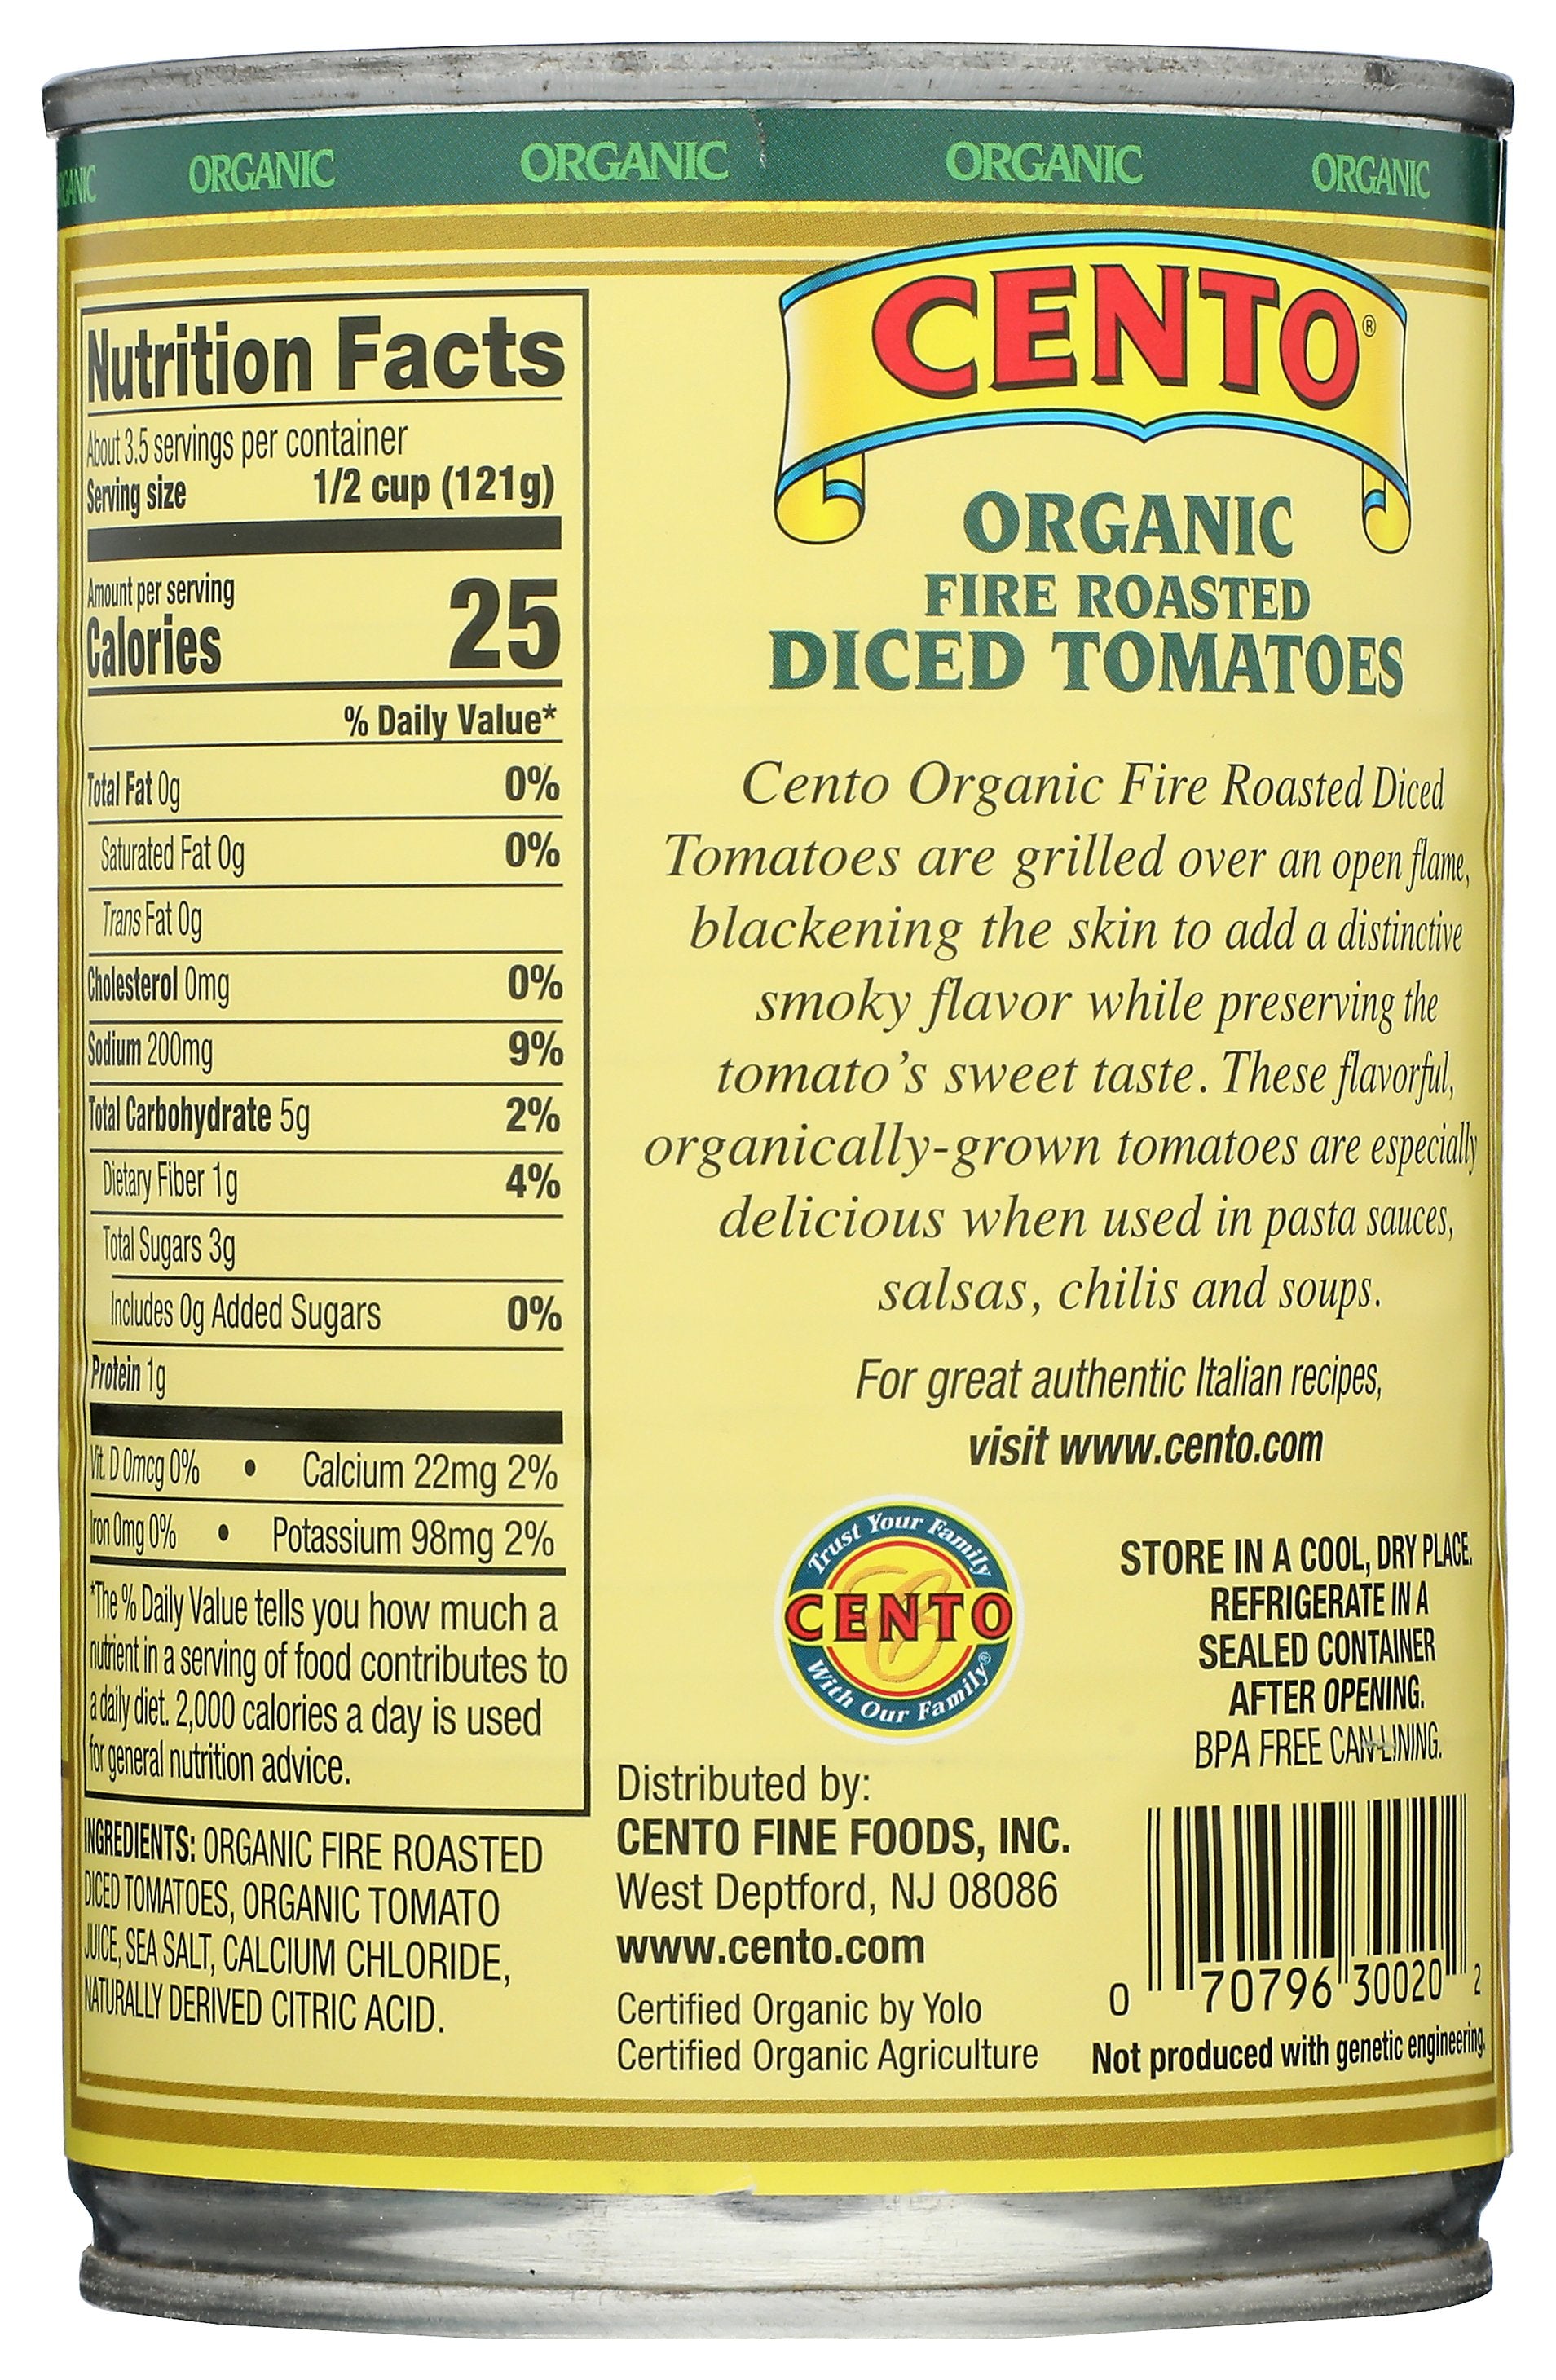 ORGANIC ORGANIC ORGANIC ORGANIC
Nutrition Facts
About 3.5 servings per container
Serving size 1/2 cup (121g)
Amount per serving
Calories 25
% Daily Value*
Total Fat 0g 0%
Saturated Fat 0g 0%
Trans Fat 0g
Cholesterol 0mg 0%
Sodium 200mg 9%
Total Carbohydrate 5g 2%
Dietary Fiber 1g 4%
Total Sugars 3g
Includes 0g Added Sugars 0%
Protein 1g
Vit. D 0mcg 0% • Calcium 22mg 2%
Iron 0mg 0% • Potassium 98mg 2%
*The % Daily Value tells you how much a
nutrient in a serving of food contributes to
a daily diet. 2,000 calories a day is used
for general nutrition advice.
INGREDIENTS: ORGANIC FIRE ROASTED
DICED TOMATOES, ORGANIC TOMATO
JUICE, SEA SALT, CALCIUM CHLORIDE,
NATURALLY DERIVED CITRIC ACID.
CENTO®
ORGANIC
FIRE ROASTED
DICED TOMATOES
Cento Organic Fire Roasted Diced
Tomatoes are grilled over an open flame,
blackening the skin to add a distinctive
smoky flavor while preserving the
tomato's sweet taste. These flavorful,
organically-grown tomatoes are especially
delicious when used in pasta sauces,
salsas, chilis and soups.
For great authentic Italian recipes,
visit www.cento.com
Trust Your Family
CENTO
With Our Family®
STORE IN A COOL, DRY PLACE.
REFRIGERATE IN A
SEALED CONTAINER
AFTER OPENING.
BPA FREE CAN LINING.
Distributed by:
CENTO FINE FOODS, INC.
West Deptford, NJ 08086
www.cento.com
Certified Organic by Yolo
Certified Organic Agriculture
0 70796 30020 2
Not produced with genetic engineering.